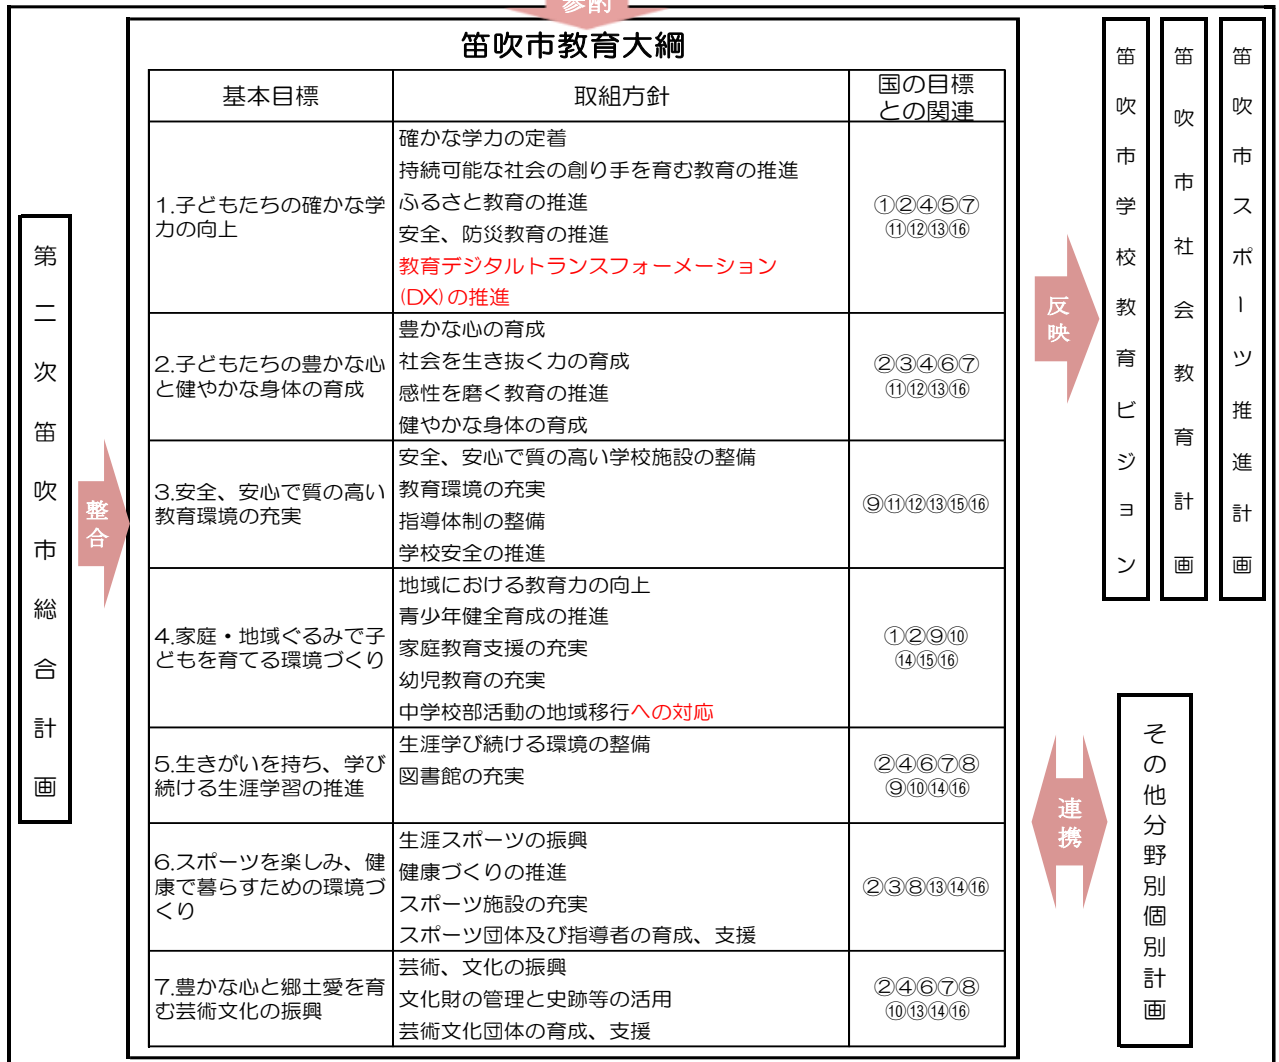 参酌
笛吹市教育大綱
基本目標
取組方針
国の目標
との関連
1.子どもたちの確かな学
力の向上
確かな学力の定着
持続可能な社会の創り手を育む教育の推進
ふるさと教育の推進
安全、防災教育の推進
教育デジタルトランスフォーメーション
(DX)の推進
①②④⑤⑦
⑪⑫⑬⑯
2.子どもたちの豊かな心
と健やかな身体の育成
豊かな心の育成
社会を生き抜く力の育成
感性を磨く教育の推進
健やかな身体の育成
②③④⑥⑦
⑪⑫⑬⑯
3.安全、安心で質の高い
教育環境の充実
安全、安心で質の高い学校施設の整備
教育環境の充実
指導体制の整備
学校安全の推進
⑨⑪⑫⑬⑮⑯
4.家庭・地域ぐるみで子
どもを育てる環境づくり
地域における教育力の向上
青少年健全育成の推進
家庭教育支援の充実
幼児教育の充実
中学校部活動の地域移行への対応
①②⑨⑩
⑭⑮⑯
5.生きがいを持ち、学び
続ける生涯学習の推進
生涯学び続ける環境の整備
図書館の充実
②④⑥⑦⑧
⑨⑩⑭⑯
6.スポーツを楽しみ、健
康で暮らすための環境づ
くり
生涯スポーツの振興
健康づくりの推進
スポーツ施設の充実
スポーツ団体及び指導者の育成、支援
②③⑧⑬⑭⑯
7.豊かな心と郷土愛を育
む芸術文化の振興
芸術、文化の振興
文化財の管理と史跡等の活用
芸術文化団体の育成、支援
②④⑥⑦⑧
⑩⑬⑭⑯
第二次笛吹市総合計画
整合
反映
笛吹市学校教育ビジョン
笛吹市社会教育計画
笛吹市スポーツ推進計画
連携
その他分野別個別計画